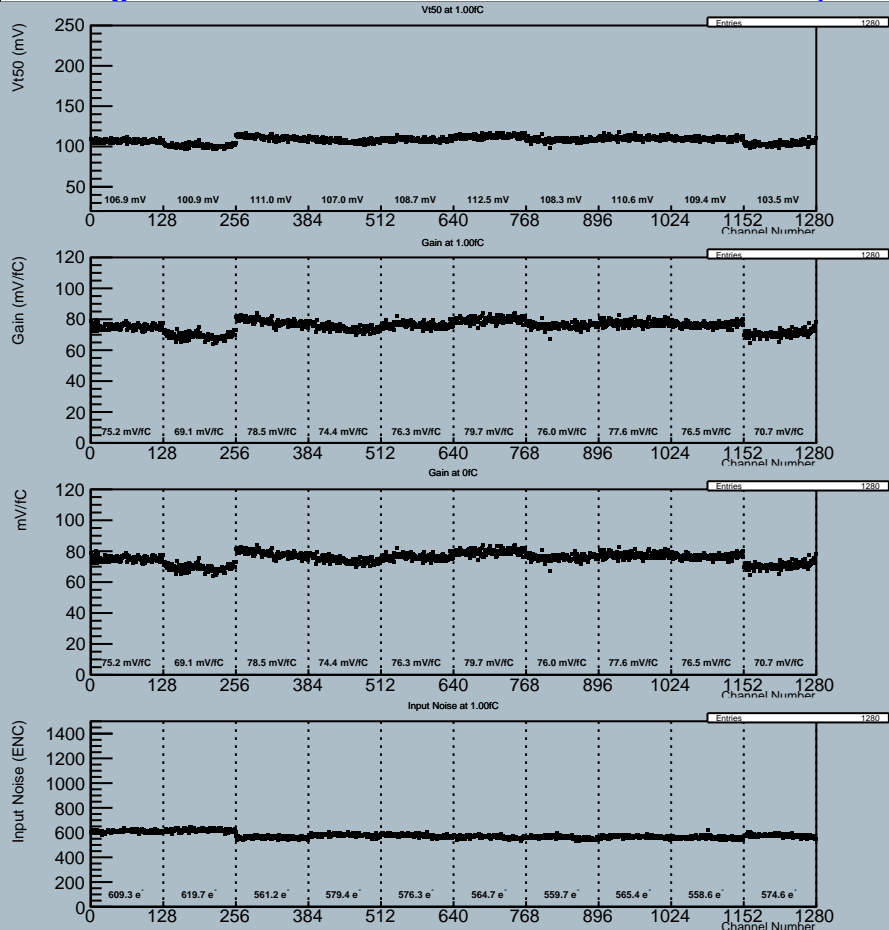 Vt50 at 1.00fC
Entries 1280
Vt50 (mV)
250
200
150
100
50
106.9 mV 100.9 mV 111.0 mV 107.0 mV 108.7 mV 112.5 mV 108.3 mV 110.6 mV 109.4 mV 103.5 mV
0 128 256 384 512 640 768 896 1024 1152 1280
Channel Number
Gain at 1.00fC
Entries 1280
Gain (mV/fC)
120
100
80
60
40
20
0
75.2 mV/fC 69.1 mV/fC 78.5 mV/fC 74.4 mV/fC 76.3 mV/fC 79.7 mV/fC 76.0 mV/fC 77.6 mV/fC 76.5 mV/fC 70.7 mV/fC
0 128 256 384 512 640 768 896 1024 1152 1280
Channel Number
Gain at 0fC
Entries 1280
mV/fC
120
100
80
60
40
20
0
75.2 mV/fC 69.1 mV/fC 78.5 mV/fC 74.4 mV/fC 76.3 mV/fC 79.7 mV/fC 76.0 mV/fC 77.6 mV/fC 76.5 mV/fC 70.7 mV/fC
0 128 256 384 512 640 768 896 1024 1152 1280
Channel Number
Input Noise at 1.00fC
Entries 1280
Input Noise (ENC)
1400
1200
1000
800
600
400
200
0
609.3 e⁻ 619.7 e⁻ 561.2 e⁻ 579.4 e⁻ 576.3 e⁻ 564.7 e⁻ 559.7 e⁻ 565.4 e⁻ 558.6 e⁻ 574.6 e⁻
0 128 256 384 512 640 768 896 1024 1152 1280
Channel Number